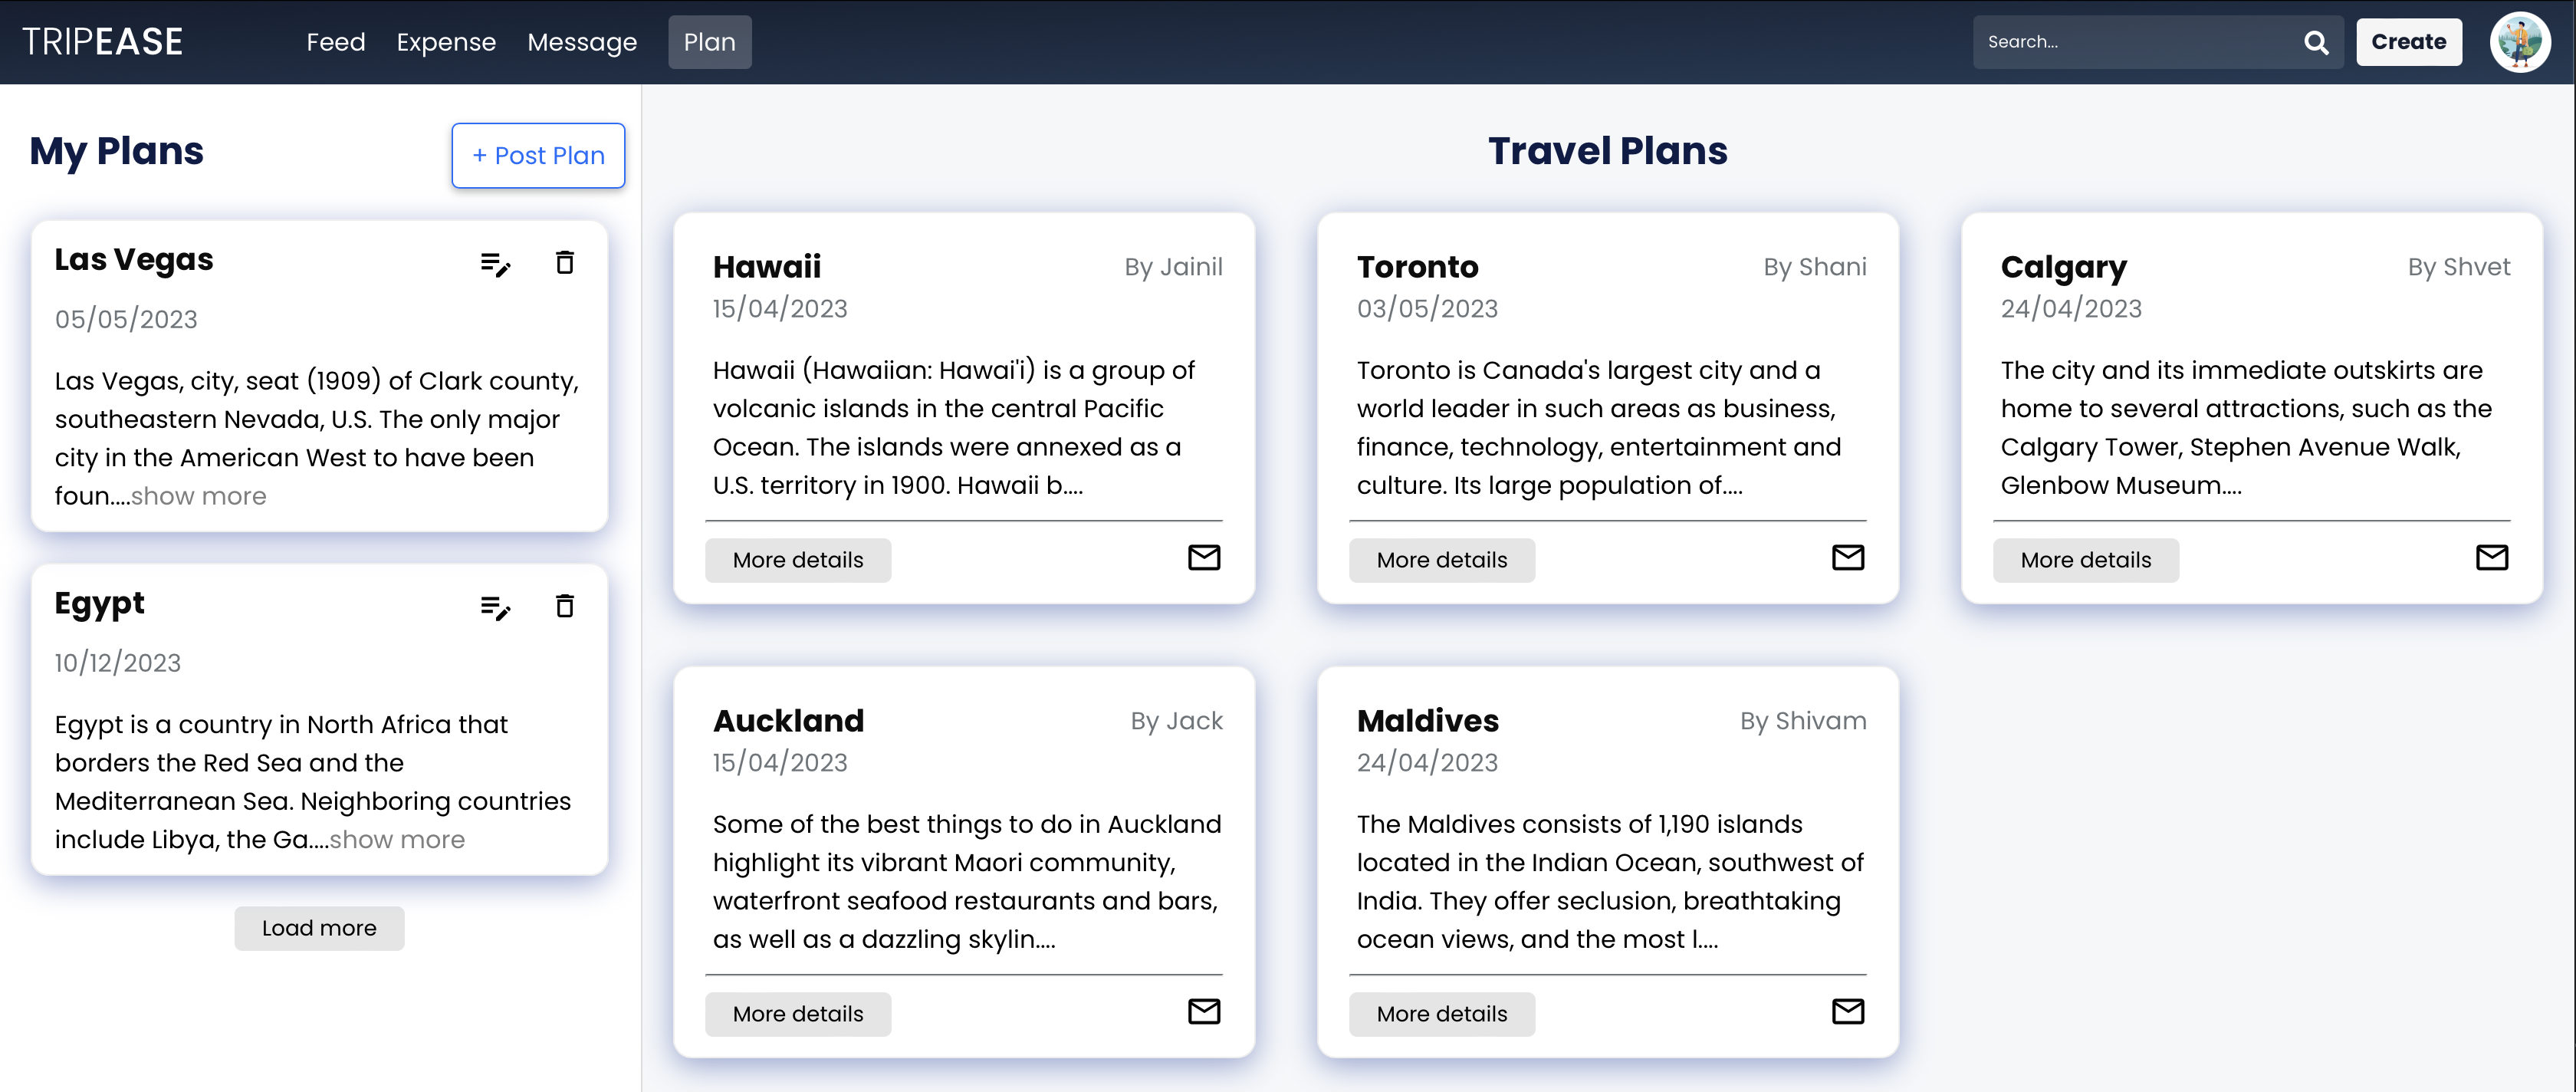 TRIPEASE
Feed Expense Message Plan
Search...
Create
My Plans
+ Post Plan
Las Vegas
05/05/2023
Las Vegas, city, seat (1909) of Clark county,
southeastern Nevada, U.S. The only major
city in the American West to have been
foun....show more
Egypt
10/12/2023
Egypt is a country in North Africa that
borders the Red Sea and the
Mediterranean Sea. Neighboring countries
include Libya, the Ga....show more
Load more
Travel Plans
Hawaii
By Jainil
15/04/2023
Hawaii (Hawaiian: Hawai'i) is a group of
volcanic islands in the central Pacific
Ocean. The islands were annexed as a
U.S. territory in 1900. Hawaii b....
More details
Toronto
By Shani
03/05/2023
Toronto is Canada's largest city and a
world leader in such areas as business,
finance, technology, entertainment and
culture. Its large population of....
More details
Calgary
By Shvet
24/04/2023
The city and its immediate outskirts are
home to several attractions, such as the
Calgary Tower, Stephen Avenue Walk,
Glenbow Museum....
More details
Auckland
By Jack
15/04/2023
Some of the best things to do in Auckland
highlight its vibrant Maori community,
waterfront seafood restaurants and bars,
as well as a dazzling skylin....
More details
Maldives
By Shivam
24/04/2023
The Maldives consists of 1,190 islands
located in the Indian Ocean, southwest of
India. They offer seclusion, breathtaking
ocean views, and the most l....
More details